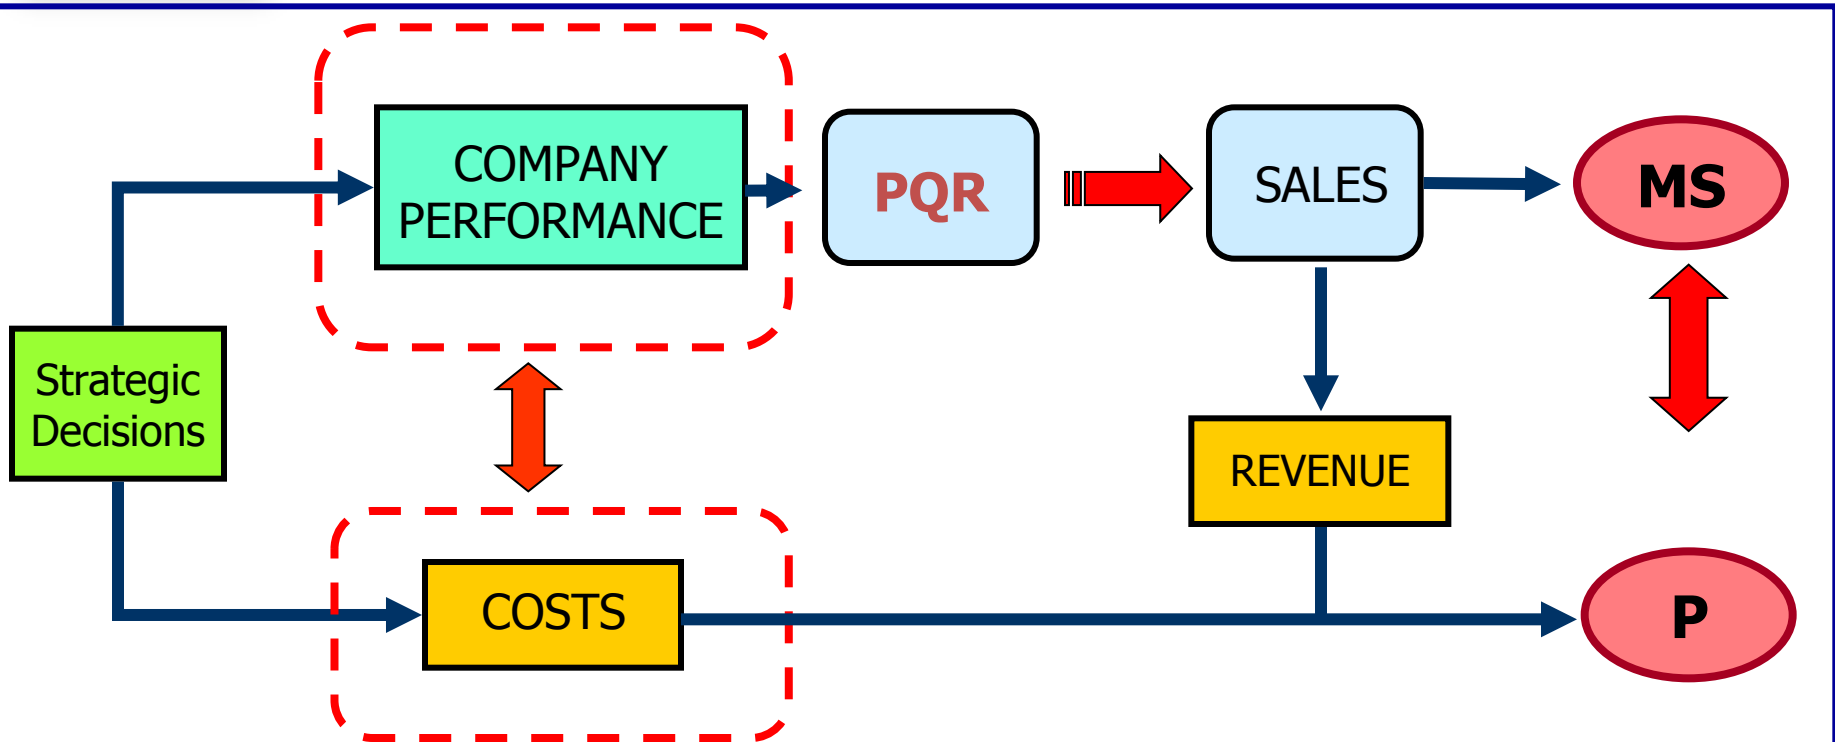 COMPANY
PERFORMANCE
PQR
SALES
MS
Strategic
Decisions
REVENUE
COSTS
P